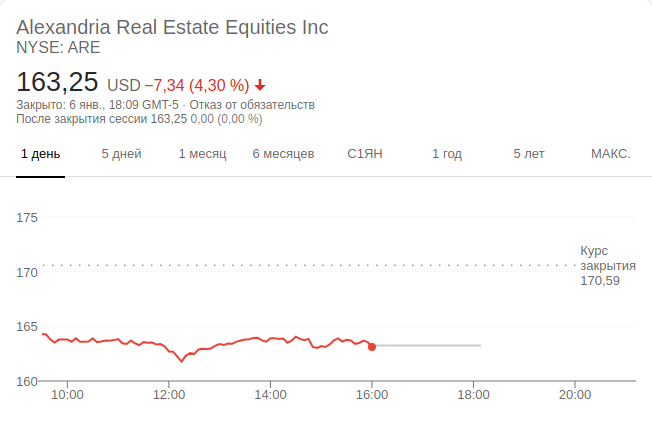 Alexandria Real Estate Equities Inc
NYSE: ARE
163,25 USD −7,34 (4,30 %)
Закрыто: 6 янв., 18:09 GMT-5 · Отказ от обязательств
После закрытия сессии 163,25 0,00 (0,00 %)
1 день 5 дней 1 месяц 6 месяцев С1ЯН 1 год 5 лет МАКС.
175
Курс
закрытия
170,59
170
165
160
10:00 12:00 14:00 16:00 18:00 20:00